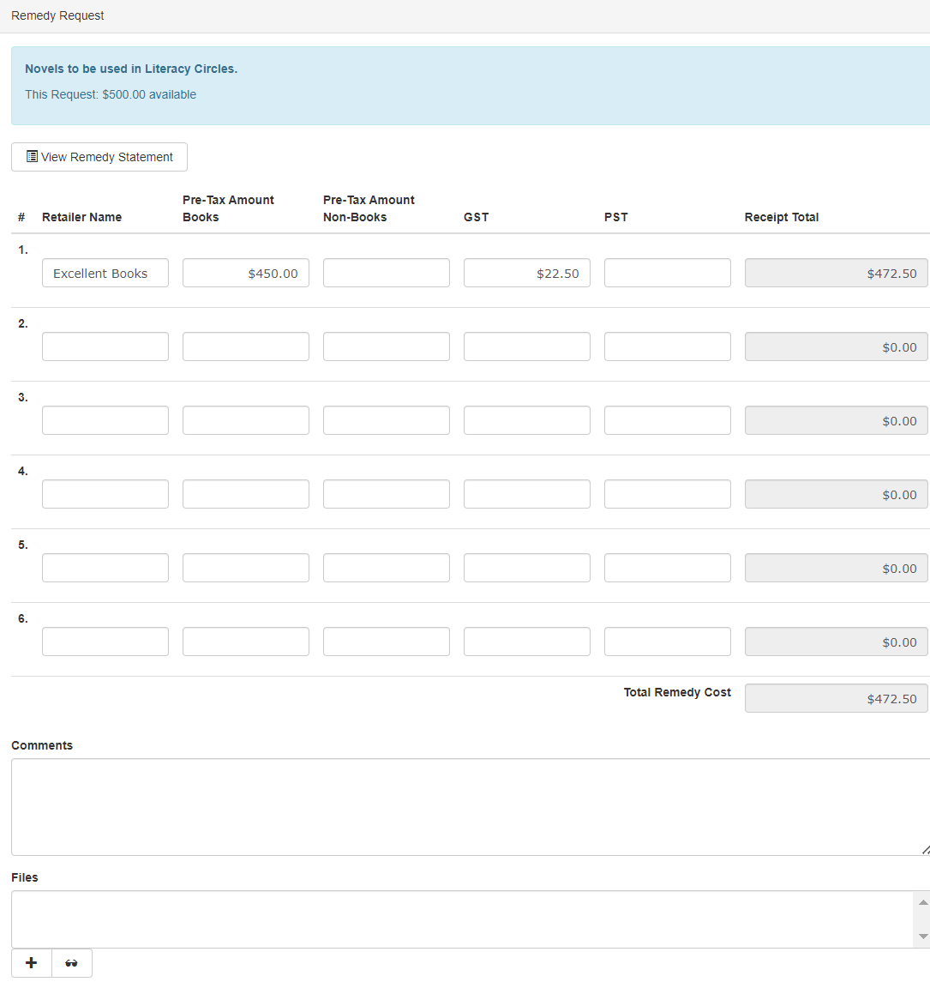 Remedy Request
Novels to be used in Literacy Circles.
This Request: $500.00 available
View Remedy Statement
# Retailer Name Pre-Tax Amount Books Pre-Tax Amount Non-Books GST PST Receipt Total
1.
Excellent Books $450.00 $22.50 $472.50
2.
$0.00
3.
$0.00
4.
$0.00
5.
$0.00
6.
$0.00
Total Remedy Cost $472.50
Comments
Files